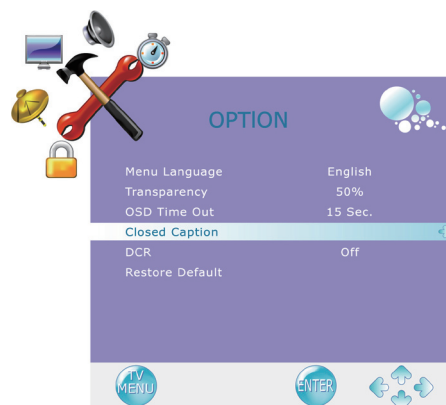 OPTION
Menu Language English
Transparency 50%
OSD Time Out 15 Sec.
Closed Caption
DCR Off
Restore Default
TV MENU ENTER